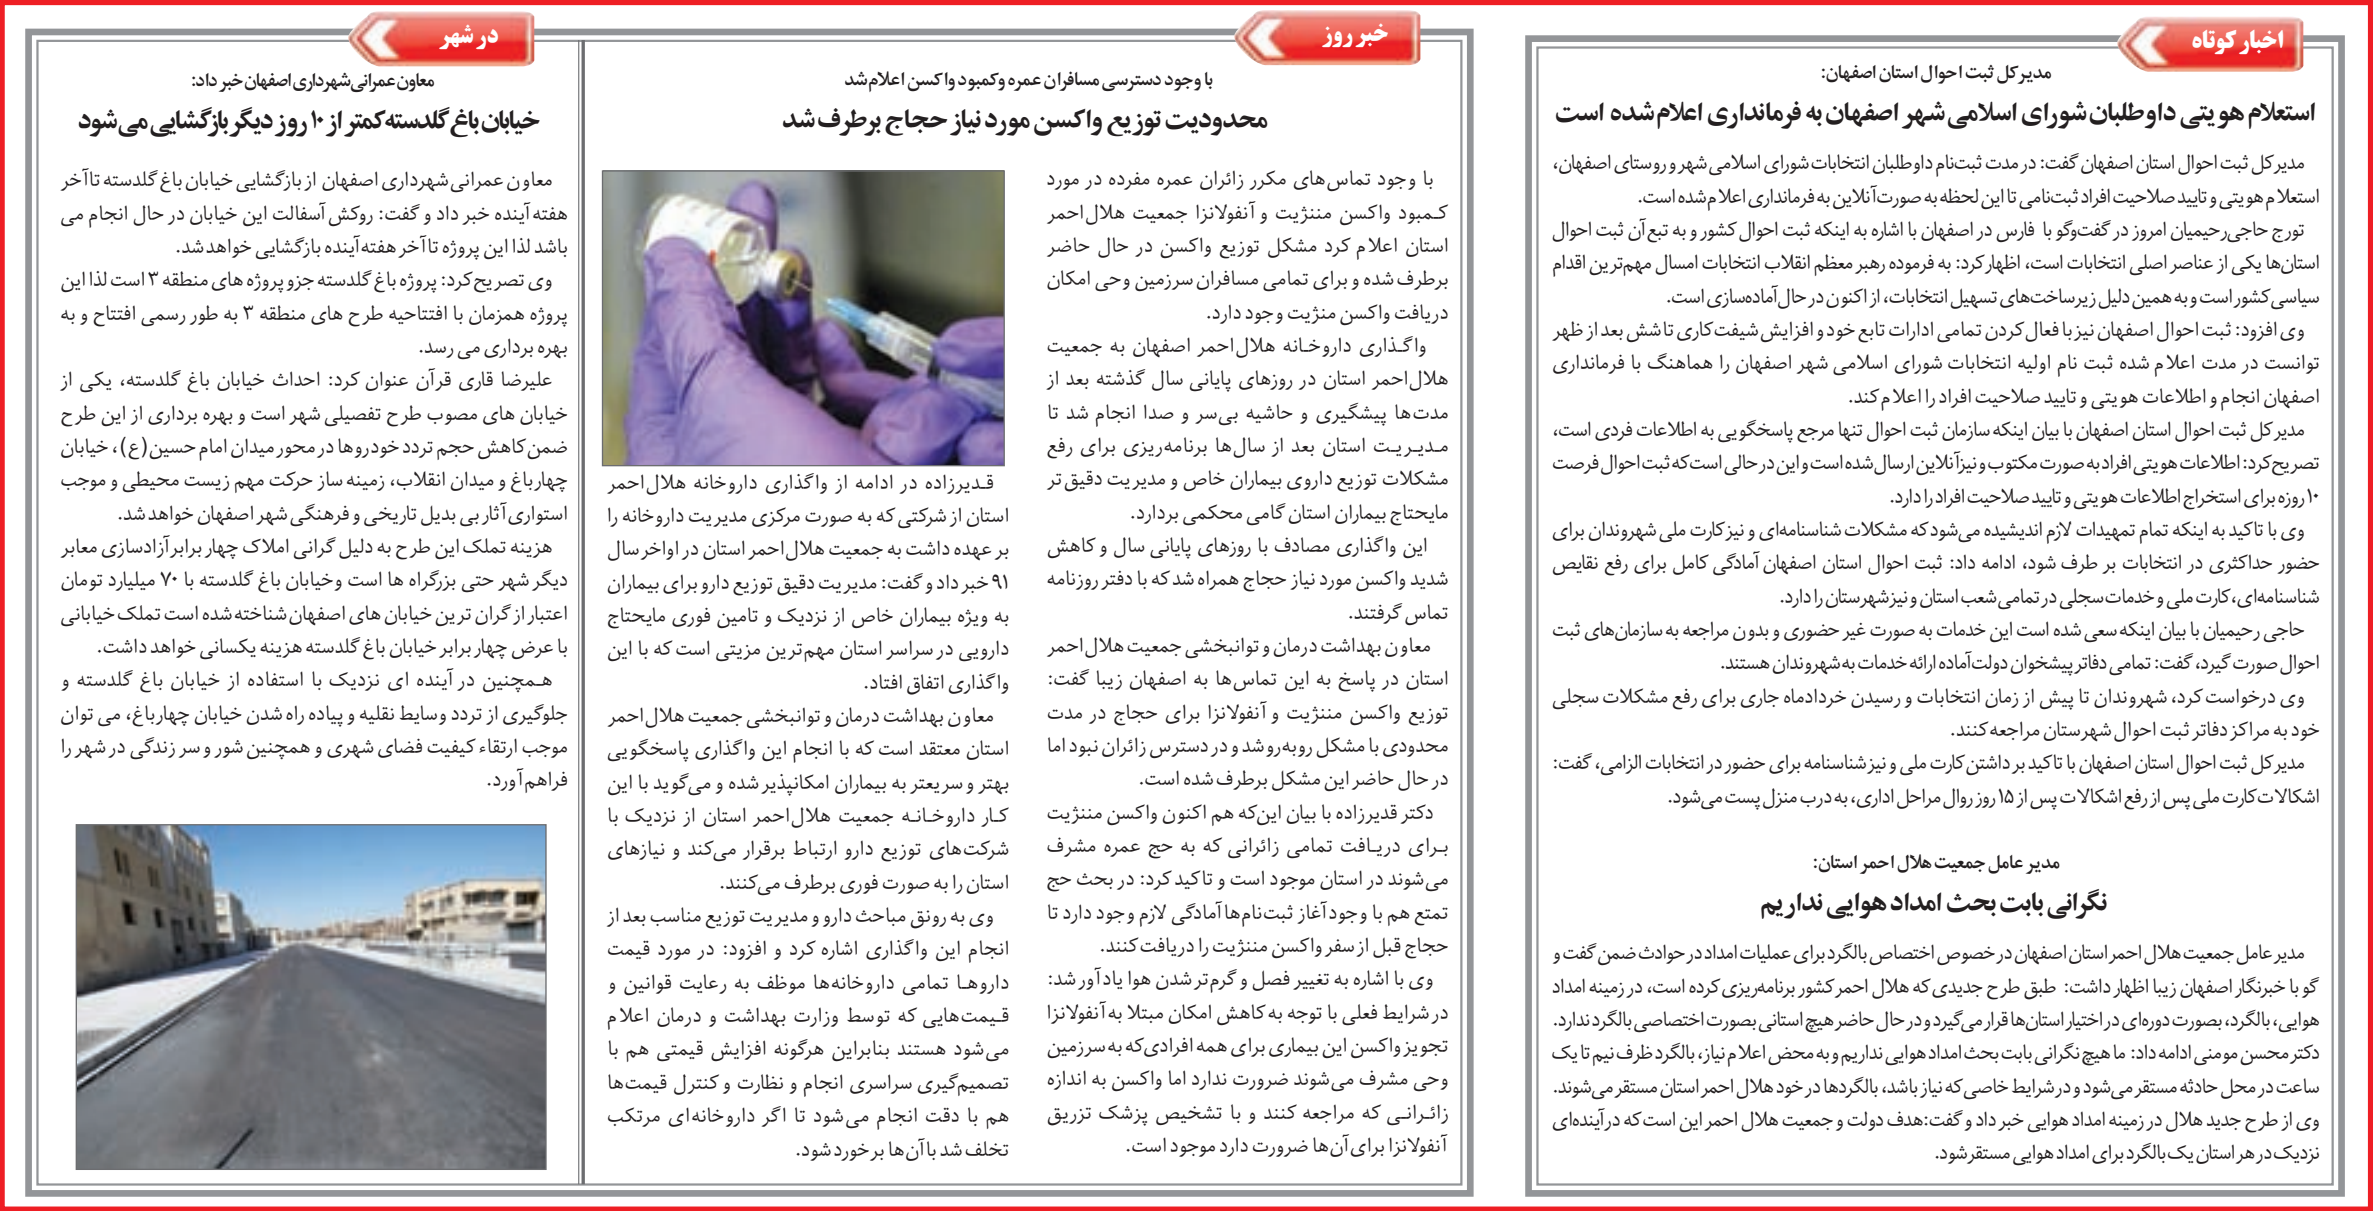 اخبار کوتاه
مدیرکل ثبت احوال استان اصفهان:
استعلام هویتی داوطلبان شورای اسلامی شهر اصفهان به فرمانداری اعلام شده است
مدیرکل ثبت احوال استان اصفهان گفت: در مدت ثبت‌نام داوطلبان انتخابات شورای اسلامی شهر و روستای اصفهان،
استعلام هویتی و تایید صلاحیت افراد ثبت‌نامی تا این لحظه به صورت آنلاین به فرمانداری اعلام شده است.
تورج حاجی‌رحیمیان امروز در گفت‌وگو با فارس در اصفهان با اشاره به اینکه ثبت احوال کشور و به تبع آن ثبت احوال
استان‌ها یکی از عناصر اصلی انتخابات است، اظهار کرد: به فرموده رهبر معظم انقلاب انتخابات امسال مهم‌ترین اقدام
سیاسی کشور است و به همین دلیل زیرساخت‌های تسهیل انتخابات، از اکنون در حال آماده‌سازی است.
وی افزود: ثبت احوال اصفهان نیز با فعال کردن تمامی ادارات تابع خود و افزایش شیفت کاری تا شش بعد از ظهر
توانست در مدت اعلام شده ثبت نام اولیه انتخابات شورای اسلامی شهر اصفهان را هماهنگ با فرمانداری
اصفهان انجام و اطلاعات هویتی و تایید صلاحیت افراد را اعلام کند.
مدیرکل ثبت احوال استان اصفهان با بیان اینکه سازمان ثبت احوال تنها مرجع پاسخگویی به اطلاعات فردی است،
تصریح کرد: اطلاعات هویتی افراد به صورت مکتوب و نیز آنلاین ارسال شده است و این در حالی است که ثبت احوال فرصت
۱۰ روزه برای استخراج اطلاعات هویتی و تایید صلاحیت افراد را دارد.
وی با تاکید به اینکه تمام تمهیدات لازم اندیشیده می‌شود که مشکلات شناسنامه‌ای و نیز کارت ملی شهروندان برای
حضور حداکثری در انتخابات بر طرف شود، ادامه داد: ثبت احوال استان اصفهان آمادگی کامل برای رفع نقایص
شناسنامه‌ای، کارت ملی و خدمات سجلی در تمامی شعب استان و نیز شهرستان را دارد.
حاجی رحیمیان با بیان اینکه سعی شده است این خدمات به صورت غیر حضوری و بدون مراجعه به سازمان‌های ثبت
احوال صورت گیرد، گفت: تمامی دفاتر پیشخوان دولت آماده ارائه خدمات به شهروندان هستند.
وی درخواست کرد، شهروندان تا پیش از زمان انتخابات و رسیدن خردادماه جاری برای رفع مشکلات سجلی
خود به مراکز دفاتر ثبت احوال شهرستان مراجعه کنند.
مدیرکل ثبت احوال استان اصفهان با تاکید بر داشتن کارت ملی و نیز شناسنامه برای حضور در انتخابات الزامی، گفت:
اشکالات کارت ملی پس از رفع اشکالات پس از ۱۵ روز روال مراحل اداری، به درب منزل پست می‌شود.
مدیر عامل جمعیت هلال احمر استان:
نگرانی بابت بحث امداد هوایی نداریم
مدیر عامل جمعیت هلال احمر استان اصفهان در خصوص اختصاص بالگرد برای عملیات امداد در حوادث ضمن گفت و
گو با خبرنگار اصفهان زیبا اظهار داشت: طبق طرح جدیدی که هلال احمر کشور برنامه‌ریزی کرده است، در زمینه امداد
هوایی، بالگرد، بصورت دوره‌ای در اختیار استان‌ها قرار می‌گیرد و در حال حاضر هیچ استانی بصورت اختصاصی بالگرد ندارد.
دکتر محسن مومنی ادامه داد: ما هیچ نگرانی بابت بحث امداد هوایی نداریم و به محض اعلام نیاز، بالگرد ظرف نیم تا یک
ساعت در محل حادثه مستقر می‌شود و در شرایط خاصی که نیاز باشد، بالگردها در خود هلال احمر استان مستقر می‌شوند.
وی از طرح جدید هلال در زمینه امداد هوایی خبر داد و گفت:هدف دولت و جمعیت هلال احمر این است که در آینده‌ای
نزدیک در هر استان یک بالگرد برای امداد هوایی مستقر شود.
خبر روز
با وجود دسترسی مسافران عمره و کمبود واکسن اعلام شد
محدودیت توزیع واکسن مورد نیاز حجاج برطرف شد
با وجود تماس‌های مکرر زائران عمره مفرده در مورد
کمبود واکسن مننژیت و آنفولانزا جمعیت هلال‌احمر
استان اعلام کرد مشکل توزیع واکسن در حال حاضر
برطرف شده و برای تمامی مسافران سرزمین وحی امکان
دریافت واکسن منژیت وجود دارد.
واگذاری داروخانه هلال‌احمر اصفهان به جمعیت
هلال‌احمر استان در روزهای پایانی سال گذشته بعد از
مدت‌ها پیشگیری و حاشیه بی‌سر و صدا انجام شد تا
مدیریت استان بعد از سال‌ها برنامه‌ریزی برای رفع
مشکلات توزیع داروی بیماران خاص و مدیریت دقیق‌تر
مایحتاج بیماران استان گامی محکمی بردارد.
این واگذاری مصادف با روزهای پایانی سال و کاهش
شدید واکسن مورد نیاز حجاج همراه شد که با دفتر روزنامه
تماس گرفتند.
معاون بهداشت درمان و توانبخشی جمعیت هلال‌احمر
استان در پاسخ به این تماس‌ها به اصفهان زیبا گفت:
توزیع واکسن مننژیت و آنفولانزا برای حجاج در مدت
محدودی با مشکل روبه‌رو شد و در دسترس زائران نبود اما
در حال حاضر این مشکل برطرف شده است.
دکتر قدیرزاده با بیان این‌که هم اکنون واکسن مننژیت
برای دریافت تمامی زائرانی که به حج عمره مشرف
می‌شوند در استان موجود است و تاکید کرد: در بحث حج
تمتع هم با وجود آغاز ثبت‌نام‌ها آمادگی لازم وجود دارد تا
حجاج قبل از سفر واکسن مننژیت را دریافت کنند.
وی با اشاره به تغییر فصل و گرم‌تر شدن هوا یادآور شد:
در شرایط فعلی با توجه به کاهش امکان مبتلا به آنفولانزا
تجویز واکسن این بیماری برای همه افرادی‌که به سرزمین
وحی مشرف می‌شوند ضرورت ندارد اما واکسن به اندازه
زائرانی که مراجعه کنند و با تشخیص پزشک تزریق
آنفولانزا برای آن‌ها ضرورت دارد موجود است.
قدیرزاده در ادامه از واگذاری داروخانه هلال‌احمر
استان از شرکتی که به صورت مرکزی مدیریت داروخانه را
بر عهده داشت به جمعیت هلال‌احمر استان در اواخر سال
۹۱ خبر داد و گفت: مدیریت دقیق توزیع دارو برای بیماران
به ویژه بیماران خاص از نزدیک و تامین فوری مایحتاج
دارویی در سراسر استان مهم‌ترین مزیتی است که با این
واگذاری اتفاق افتاد.
معاون بهداشت درمان و توانبخشی جمعیت هلال‌احمر
استان معتقد است که با انجام این واگذاری پاسخگویی
بهتر و سریعتر به بیماران امکانپذیر شده و می‌گوید با این
کار داروخانه جمعیت هلال‌احمر استان از نزدیک با
شرکت‌های توزیع دارو ارتباط برقرار می‌کند و نیازهای
استان را به صورت فوری برطرف می‌کنند.
وی به رونق مباحث دارو و مدیریت توزیع مناسب بعد از
انجام این واگذاری اشاره کرد و افزود: در مورد قیمت
داروها تمامی داروخانه‌ها موظف به رعایت قوانین و
قیمت‌هایی که توسط وزارت بهداشت و درمان اعلام
می‌شود هستند بنابراین هرگونه افزایش قیمتی هم با
تصمیم‌گیری سراسری انجام و نظارت و کنترل قیمت‌ها
هم با دقت انجام می‌شود تا اگر داروخانه‌ای مرتکب
تخلف شد با آن‌ها برخورد شود.
در شهر
معاون عمرانی شهرداری اصفهان خبر داد:
خیابان باغ گلدسته کمتر از ۱۰ روز دیگر بازگشایی می‌شود
معاون عمرانی شهرداری اصفهان از بازگشایی خیابان باغ گلدسته تا آخر
هفته آینده خبر داد و گفت: روکش آسفالت این خیابان در حال انجام می
باشد لذا این پروژه تا آخر هفته آینده بازگشایی خواهد شد.
وی تصریح کرد: پروژه باغ گلدسته جزو پروژه های منطقه ۳ است لذا این
پروژه همزمان با افتتاحیه طرح های منطقه ۳ به طور رسمی افتتاح و به
بهره برداری می رسد.
علیرضا قاری قرآن عنوان کرد: احداث خیابان باغ گلدسته، یکی از
خیابان های مصوب طرح تفصیلی شهر است و بهره برداری از این طرح
ضمن کاهش حجم تردد خودروها در محور میدان امام حسین(ع)، خیابان
چهارباغ و میدان انقلاب، زمینه ساز حرکت مهم زیست محیطی و موجب
استواری آثار بی بدیل تاریخی و فرهنگی شهر اصفهان خواهد شد.
هزینه تملک این طرح به دلیل گرانی املاک چهار برابر آزادسازی معابر
دیگر شهر حتی بزرگراه ها است وخیابان باغ گلدسته با ۷۰ میلیارد تومان
اعتبار از گران ترین خیابان های اصفهان شناخته شده است تملک خیابانی
با عرض چهار برابر خیابان باغ گلدسته هزینه یکسانی خواهد داشت.
همچنین در آینده ای نزدیک با استفاده از خیابان باغ گلدسته و
جلوگیری از تردد وسایط نقلیه و پیاده راه شدن خیابان چهارباغ، می توان
موجب ارتقاء کیفیت فضای شهری و همچنین شور و سر زندگی در شهر را
فراهم آورد.